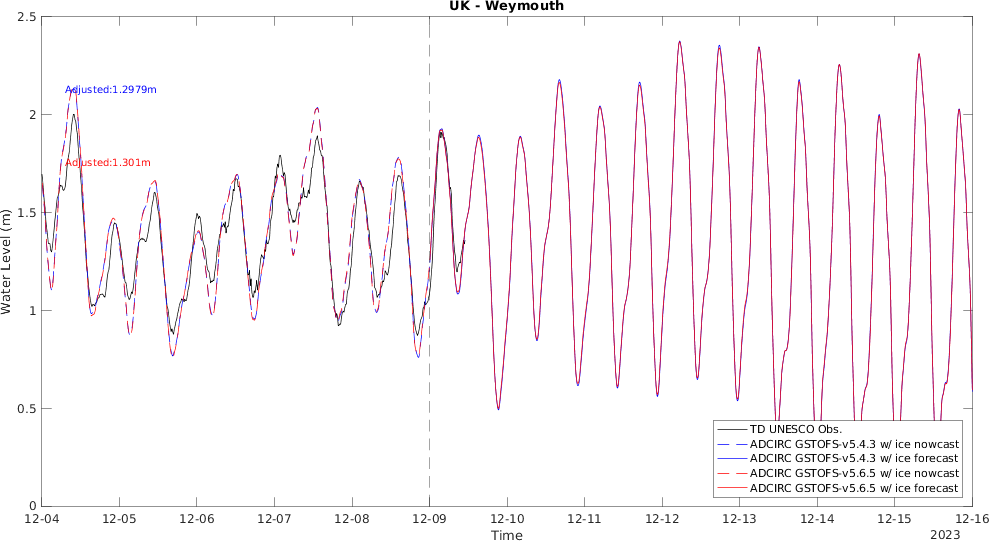 UK - Weymouth
2.5
Adjusted:1.2979m
2
Adjusted:1.301m
1.5
Water Level (m)
1
0.5
TD UNESCO Obs.
ADCIRC GSTOFS-v5.4.3 w/ ice nowcast
ADCIRC GSTOFS-v5.4.3 w/ ice forecast
ADCIRC GSTOFS-v5.6.5 w/ ice nowcast
ADCIRC GSTOFS-v5.6.5 w/ ice forecast
0
12-04 12-05 12-06 12-07 12-08 12-09 12-10 12-11 12-12 12-13 12-14 12-15 12-16
Time
2023